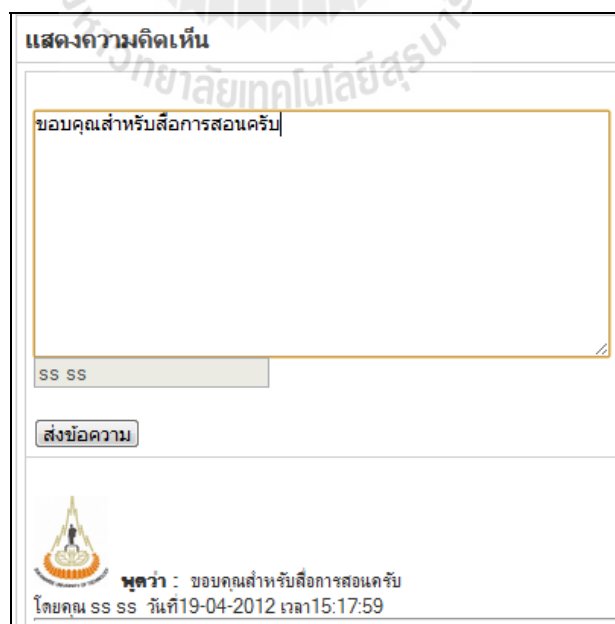 แสดงความคิดเห็น
ขอบคุณสำหรับสื่อการสอนครับ
ss ss
ส่งข้อความ
พูดว่า : ขอบคุณสำหรับสื่อการสอนครับ
โดยคุณ ss ss วันที่19-04-2012 เวลา15:17:59